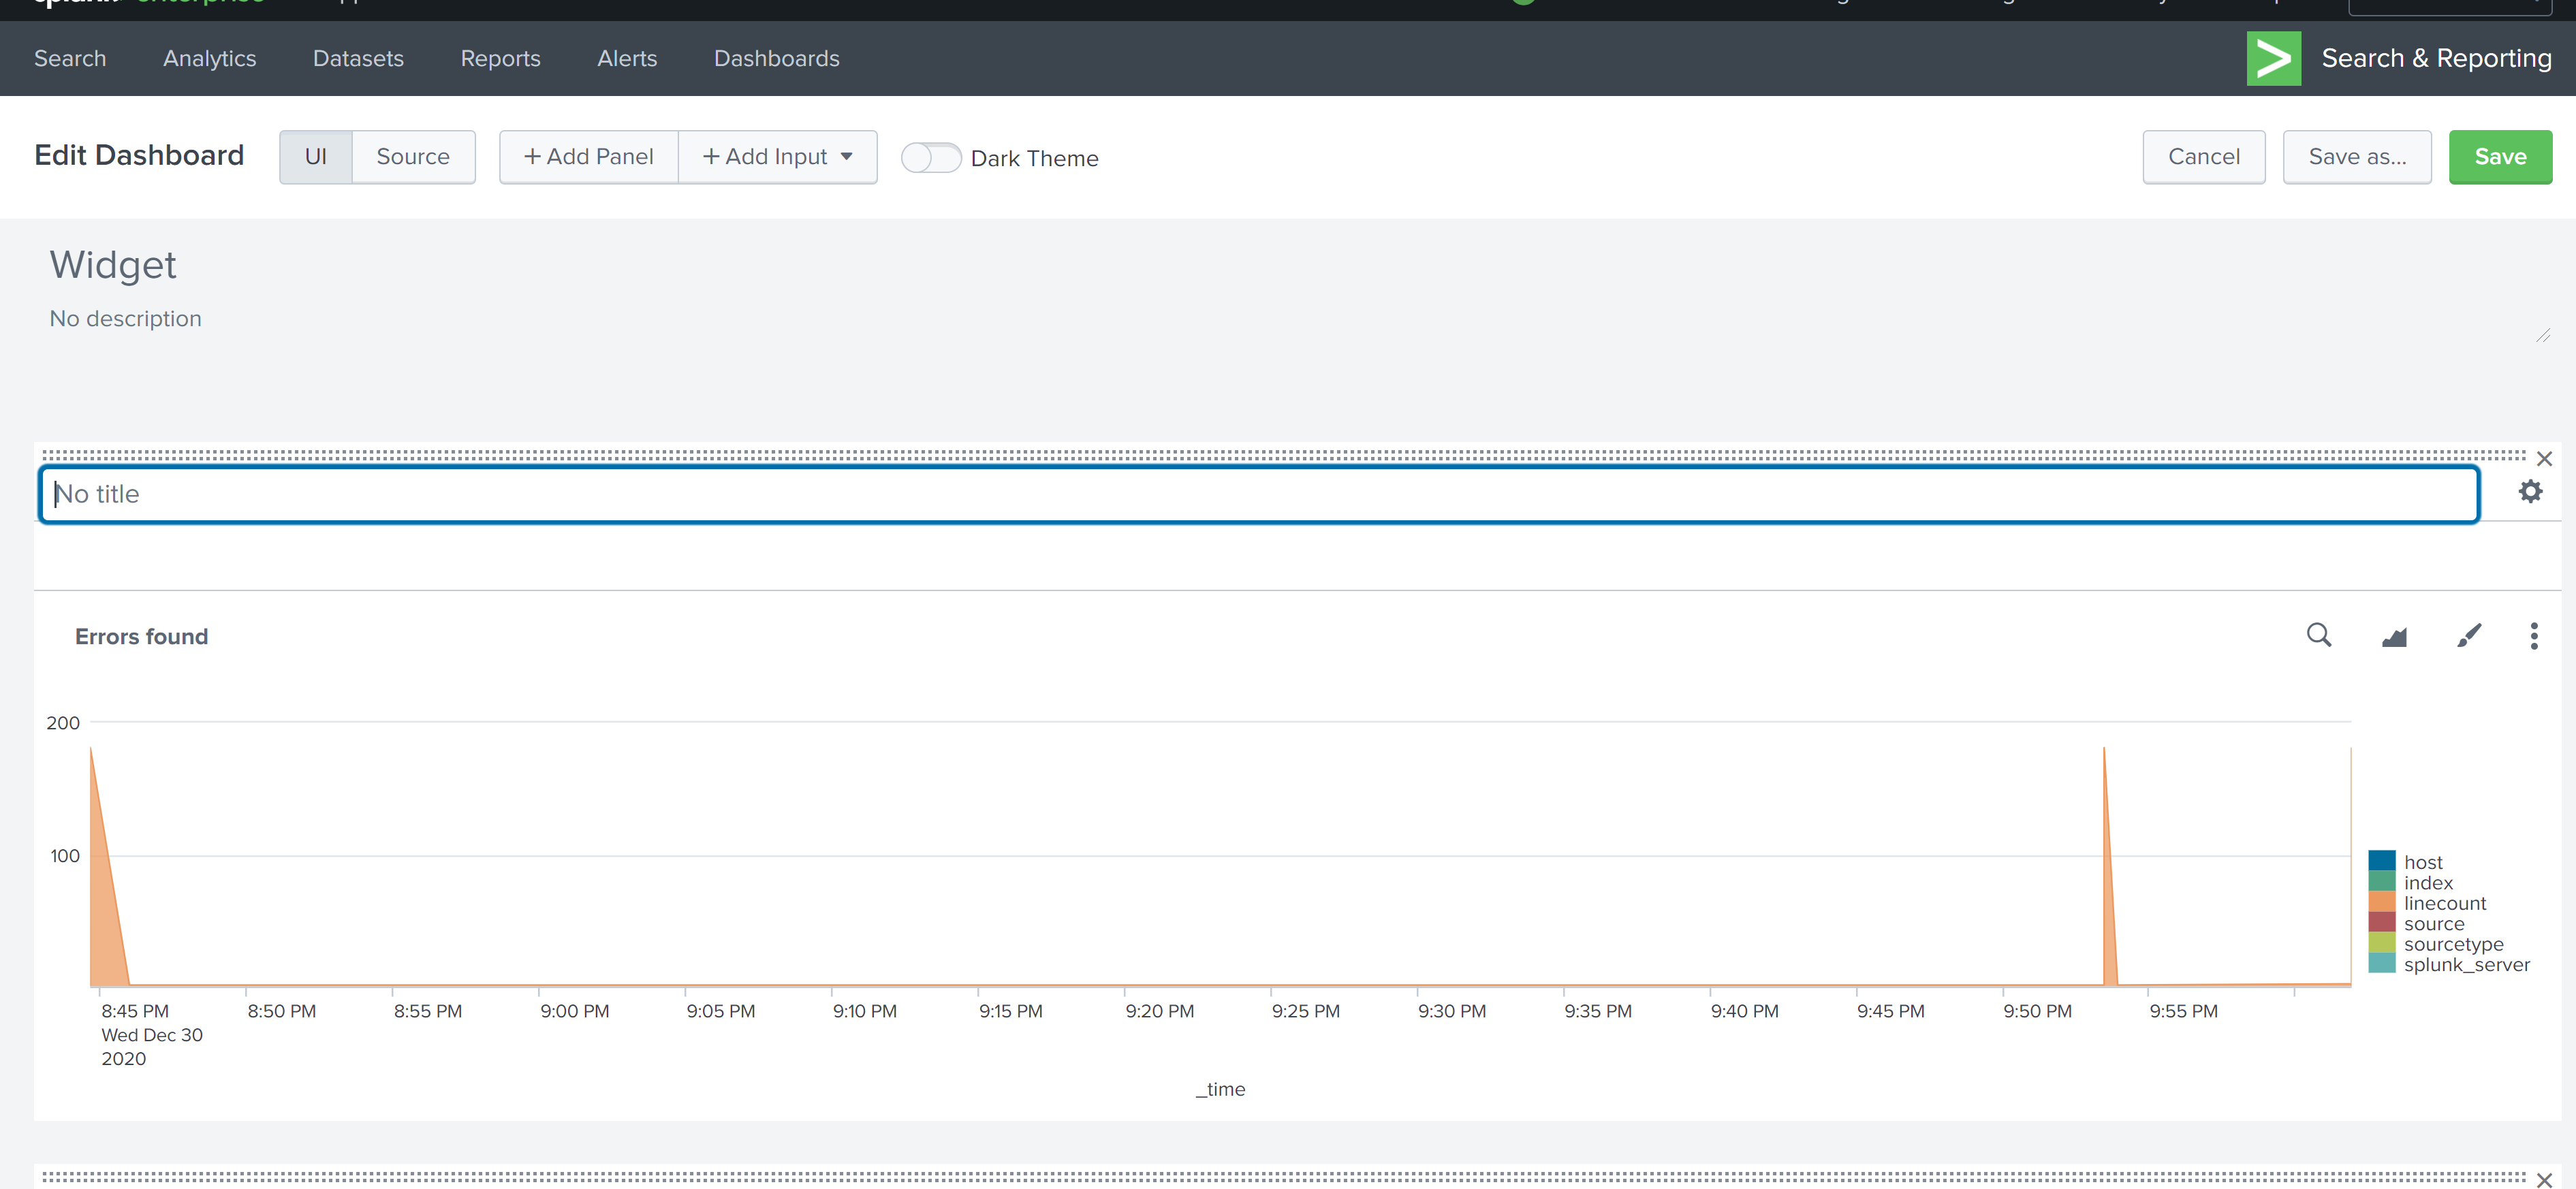 Search Analytics Datasets Reports Alerts Dashboards Search & Reporting
Edit Dashboard UI Source + Add Panel + Add Input Dark Theme Cancel Save as... Save
Widget
No description
No title
Errors found
200
100
host
index
linecount
source
sourcetype
splunk_server
8:45 PM 8:50 PM 8:55 PM 9:00 PM 9:05 PM 9:10 PM 9:15 PM 9:20 PM 9:25 PM 9:30 PM 9:35 PM 9:40 PM 9:45 PM 9:50 PM 9:55 PM
Wed Dec 30
2020
_time